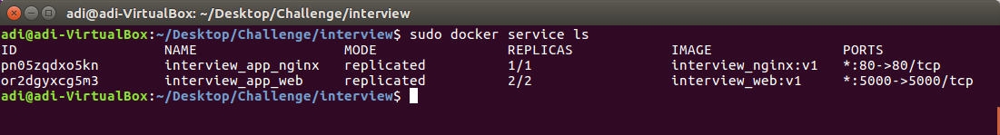 adi@adi-VirtualBox: ~/Desktop/Challenge/interview
adi@adi-VirtualBox:~/Desktop/Challenge/interview$ sudo docker service ls
ID NAME MODE REPLICAS IMAGE PORTS
pn05zqdxo5kn interview_app_nginx replicated 1/1 interview_nginx:v1 *:80->80/tcp
or2dgyxcg5m3 interview_app_web replicated 2/2 interview_web:v1 *:5000->5000/tcp
adi@adi-VirtualBox:~/Desktop/Challenge/interview$